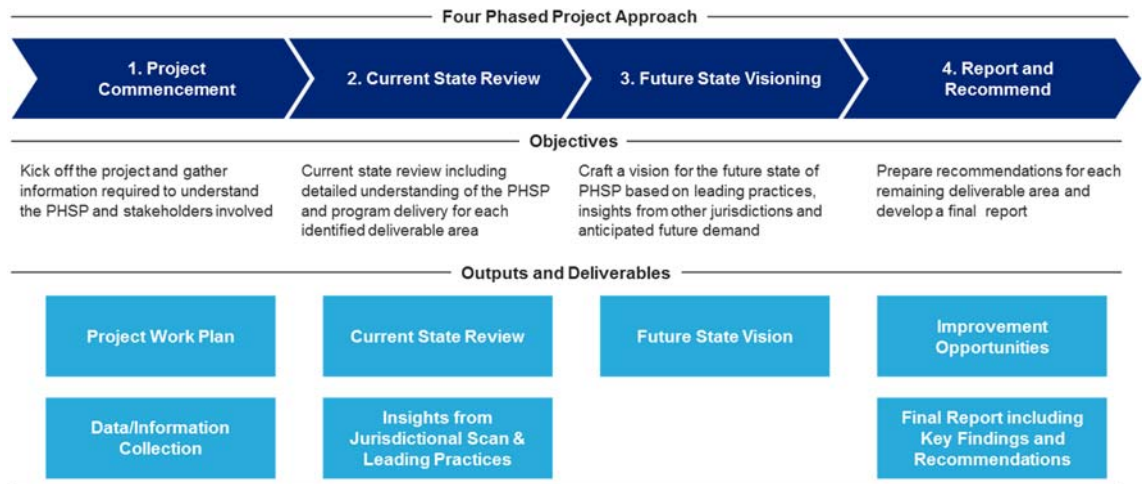 Four Phased Project Approach
1. Project
Commencement
2. Current State Review
3. Future State Visioning
4. Report and
Recommend
Objectives
Kick off the project and gather
information required to understand
the PHSP and stakeholders involved
Current state review including
detailed understanding of the PHSP
and program delivery for each
identified deliverable area
Craft a vision for the future state of
PHSP based on leading practices,
insights from other jurisdictions and
anticipated future demand
Prepare recommendations for each
remaining deliverable area and
develop a final report
Outputs and Deliverables
Project Work Plan
Current State Review
Future State Vision
Improvement
Opportunities
Data/Information
Collection
Insights from
Jurisdictional Scan &
Leading Practices
Final Report including
Key Findings and
Recommendations